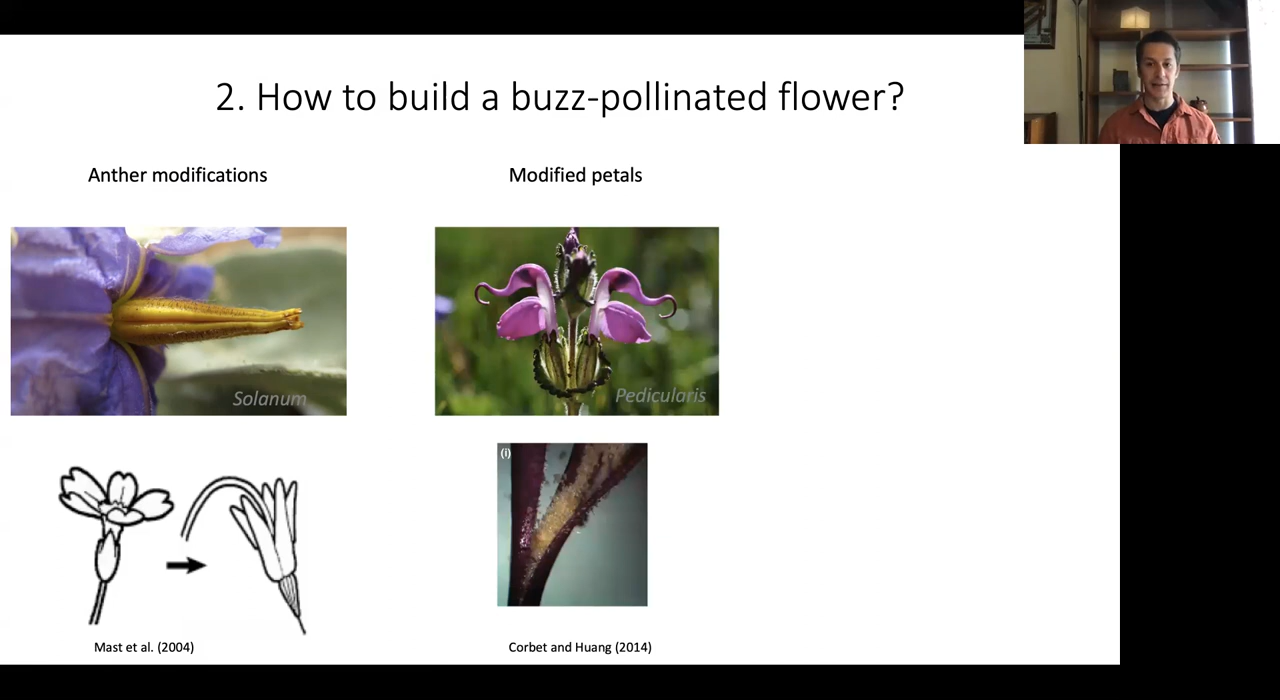 2. How to build a buzz-pollinated flower?
Anther modifications
Modified petals
Solanum
Pedicularis
(i)
Mast et al. (2004)
Corbet and Huang (2014)